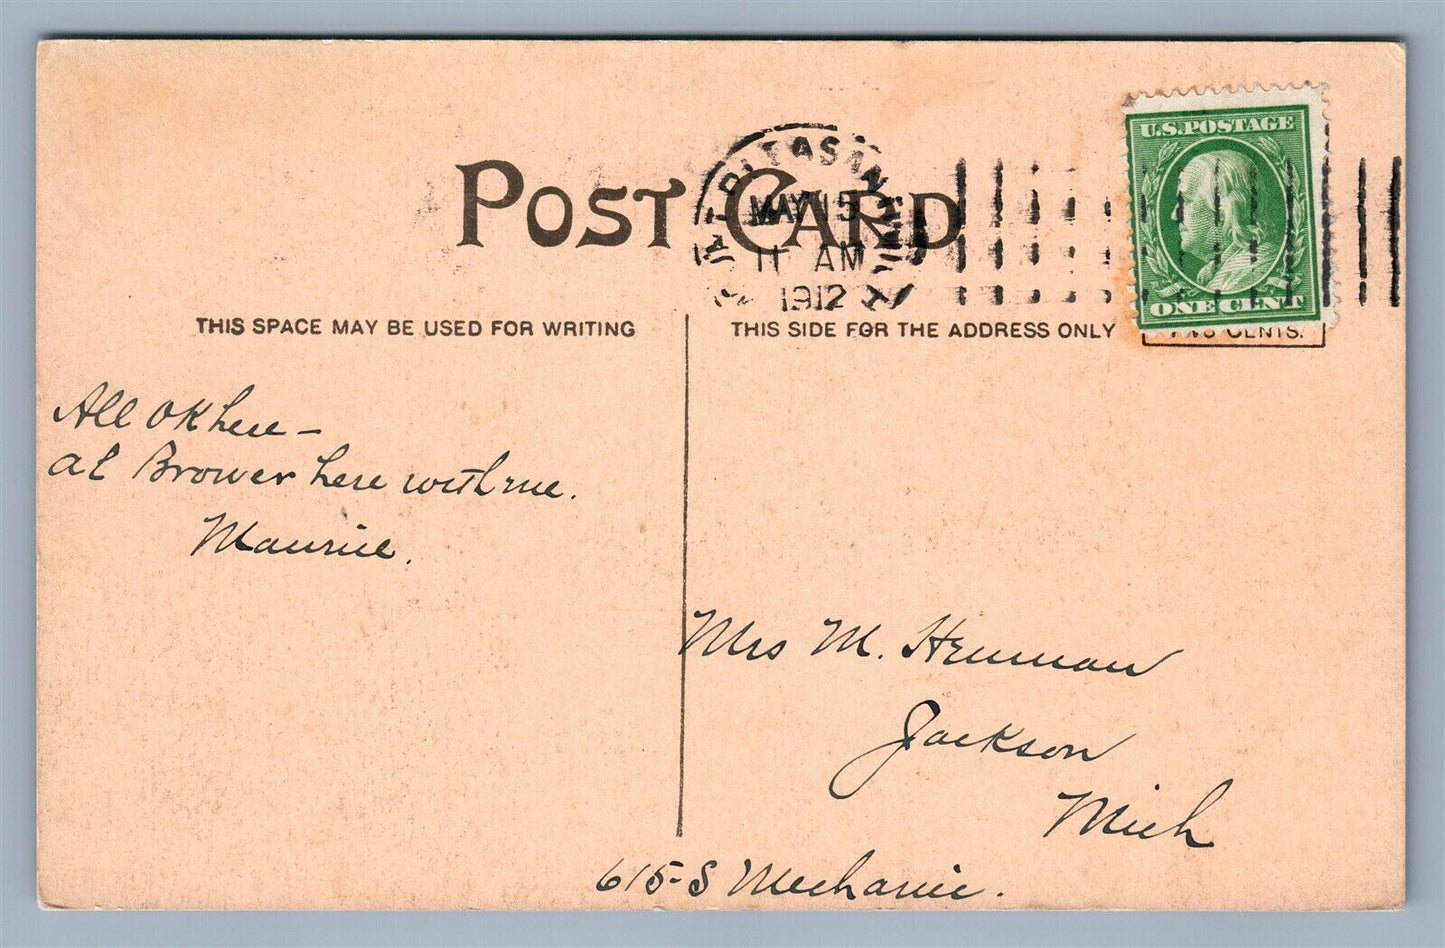 POST CARD
MAY 15
11 AM
1912
U.S. POSTAGE
ONE CENT
THIS SPACE MAY BE USED FOR WRITING
THIS SIDE FOR THE ADDRESS ONLY
CENTS.
All OK here –
al Brower here with me.
Maurice.
Mrs M.
Jackson
Mich
615-S Mechanic.